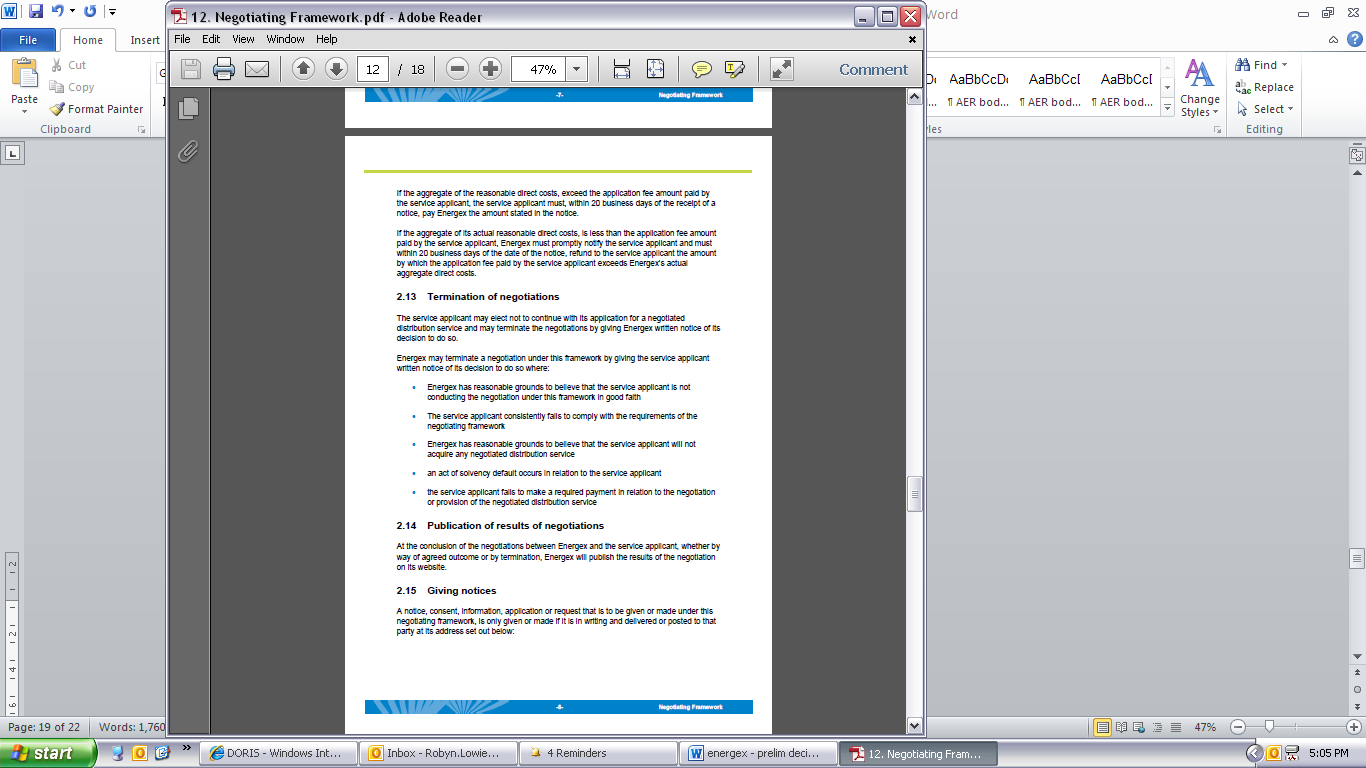 12. Negotiating Framework.pdf - Adobe Reader
Word
File Edit View Window Help
File Home Insert
12 / 18 47% Comment
Cut
Copy
Format Painter
Paste
Clipboard
AaBbCcDc AaBbCcI AaBbCcI
¶ AER bod... ¶ AER bod... ¶ AER bod...
Change Styles
Find
Replace
Select
Editing
-7- Negotiating Framework
If the aggregate of the reasonable direct costs, exceed the application fee amount paid by
the service applicant, the service applicant must, within 20 business days of the receipt of a
notice, pay Energex the amount stated in the notice.
If the aggregate of its actual reasonable direct costs, is less than the application fee amount
paid by the service applicant, Energex must promptly notify the service applicant and must
within 20 business days of the date of the notice, refund to the service applicant the amount
by which the application fee paid by the service applicant exceeds Energex's actual
aggregate direct costs.
2.13 Termination of negotiations
The service applicant may elect not to continue with its application for a negotiated
distribution service and may terminate the negotiations by giving Energex written notice of its
decision to do so.
Energex may terminate a negotiation under this framework by giving the service applicant
written notice of its decision to do so where:
• Energex has reasonable grounds to believe that the service applicant is not
conducting the negotiation under this framework in good faith
• The service applicant consistently fails to comply with the requirements of the
negotiating framework
• Energex has reasonable grounds to believe that the service applicant will not
acquire any negotiated distribution service
• an act of solvency default occurs in relation to the service applicant
• the service applicant fails to make a required payment in relation to the negotiation
or provision of the negotiated distribution service
2.14 Publication of results of negotiations
At the conclusion of the negotiations between Energex and the service applicant, whether by
way of agreed outcome or by termination, Energex will publish the results of the negotiation
on its website.
2.15 Giving notices
A notice, consent, information, application or request that is to be given or made under this
negotiating framework, is only given or made if it is in writing and delivered or posted to that
party at its address set out below:
-8- Negotiating Framework
Page: 19 of 22 Words: 1,760
47%
start
DORIS - Windows Int...
Inbox - Robyn.Lowie...
4 Reminders
energex - prelim deci...
12. Negotiating Fram...
5:05 PM